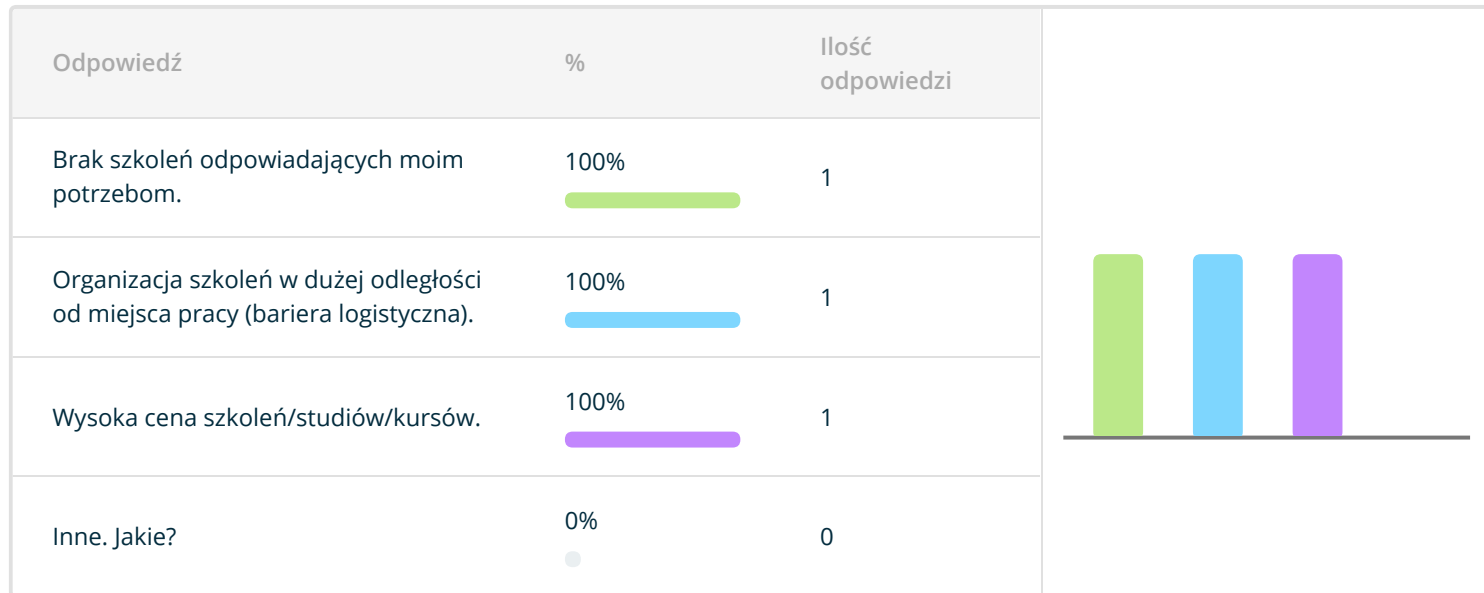 Odpowiedź
%
Ilość
odpowiedzi
Brak szkoleń odpowiadających moim
potrzebom.
100%
1
Organizacja szkoleń w dużej odległości
od miejsca pracy (bariera logistyczna).
100%
1
Wysoka cena szkoleń/studiów/kursów.
100%
1
Inne. Jakie?
0%
0